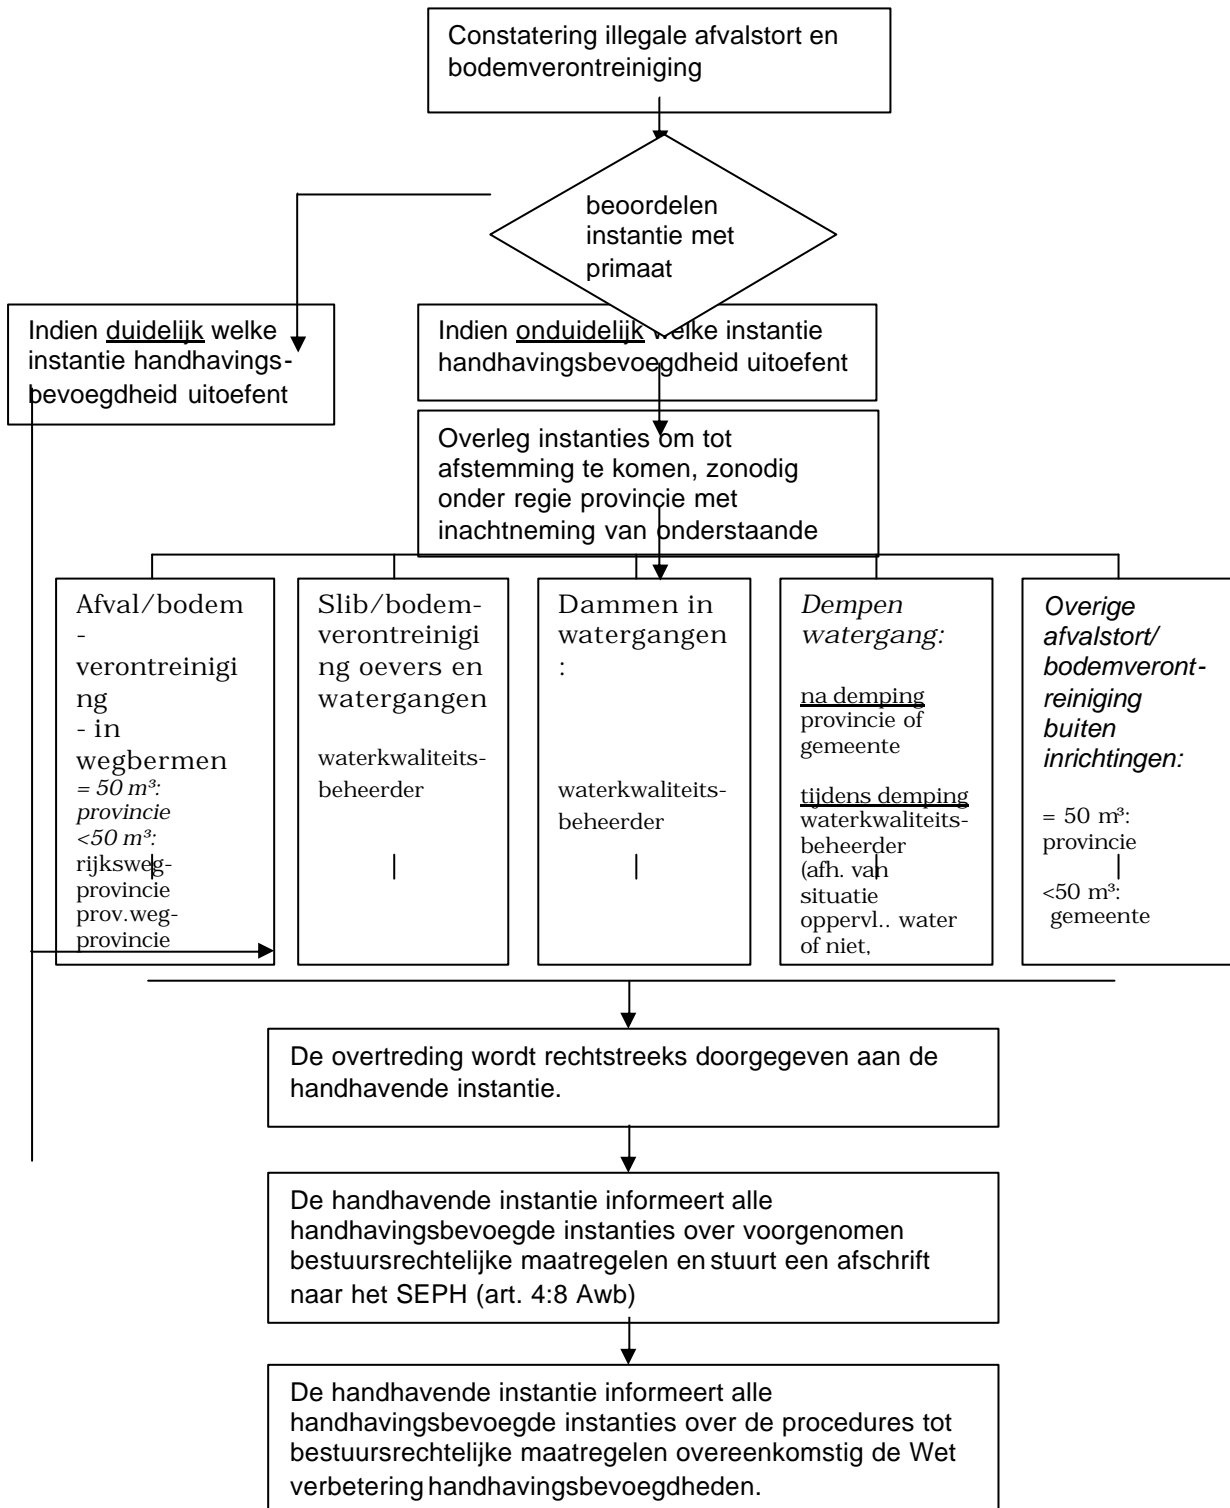 Constatering illegale afvalstort en
bodemverontreiniging
beoordelen
instantie met
primaat
Indien duidelijk welke
instantie handhavings-
bevoegdheid uitoefent
Indien onduidelijk welke instantie
handhavingsbevoegdheid uitoefent
Overleg instanties om tot
afstemming te komen, zonodig
onder regie provincie met
inachtneming van onderstaande
Afval/bodem
-
verontreinigi
ng
- in
wegbermen
= 50 m³:
provincie
<50 m³:
rijksweg-
provincie
prov.weg-
provincie
Slib/bodem-
verontreinigi
ng oevers en
watergangen
waterkwaliteits-
beheerder
Dammen in
watergangen
:
waterkwaliteits-
beheerder
Dempen
watergang:
na demping
provincie of
gemeente
tijdens demping
waterkwaliteits-
beheerder
(afh. van
situatie
oppervl.. water
of niet,
Overige
afvalstort/
bodemveront-
reiniging
buiten
inrichtingen:
= 50 m³:
provincie
<50 m³:
gemeente
De overtreding wordt rechtstreeks doorgegeven aan de
handhavende instantie.
De handhavende instantie informeert alle
handhavingsbevoegde instanties over voorgenomen
bestuursrechtelijke maatregelen en stuurt een afschrift
naar het SEPH (art. 4:8 Awb)
De handhavende instantie informeert alle
handhavingsbevoegde instanties over de procedures tot
bestuursrechtelijke maatregelen overeenkomstig de Wet
verbetering handhavingsbevoegdheden.